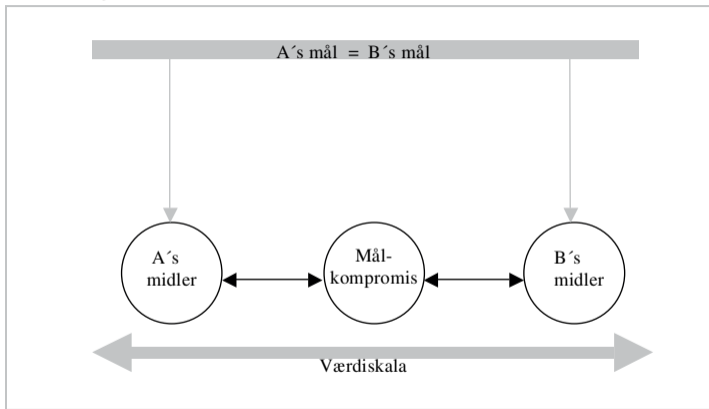 A´s mål = B´s mål
A´s
midler
Mål-
kompromis
B´s
midler
Værdiskala